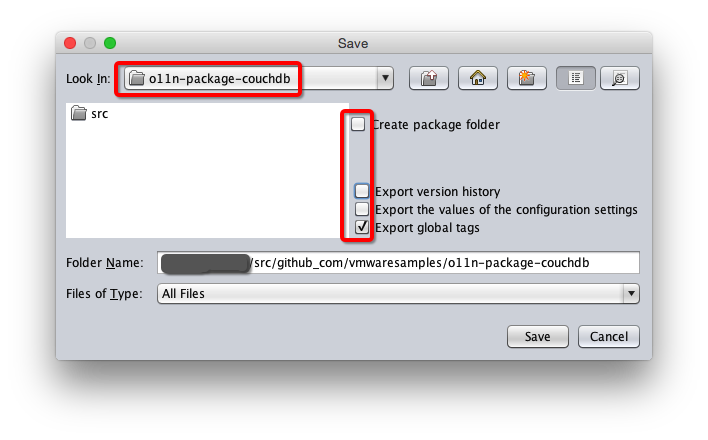 Save
Look In: o11n-package-couchdb
src
Create package folder
Export version history
Export the values of the configuration settings
Export global tags
Folder Name: /src/github_com/vmwaresamples/o11n-package-couchdb
Files of Type: All Files
Save Cancel